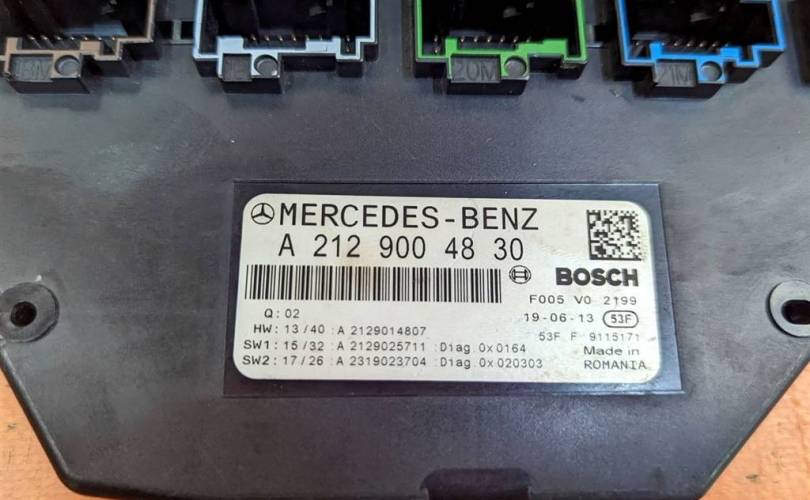 20M
21M
MERCEDES-BENZ
A 212 900 48 30
BOSCH
F005 V0 2199
Q: 02
19-06-13 53F
HW: 13/40 :A 2129014807
53F F 9115171
SW1: 15/32 :A 2129025711 :Diag.0x0164
Made in
SW2: 17/26 :A 2319023704 :Diag.0x020303
ROMANIA